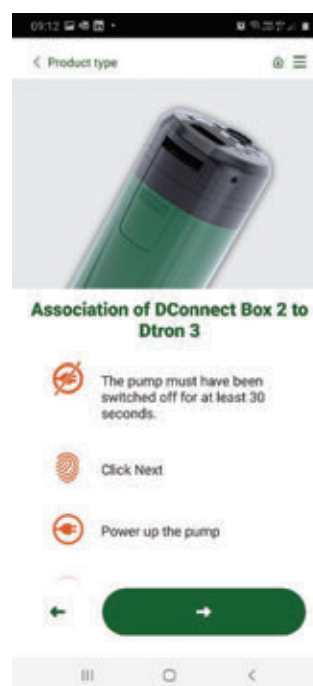 09:12
Product type
Association of DConnect Box 2 to
Dtron 3
The pump must have been
switched off for at least 30
seconds.
Click Next
Power up the pump